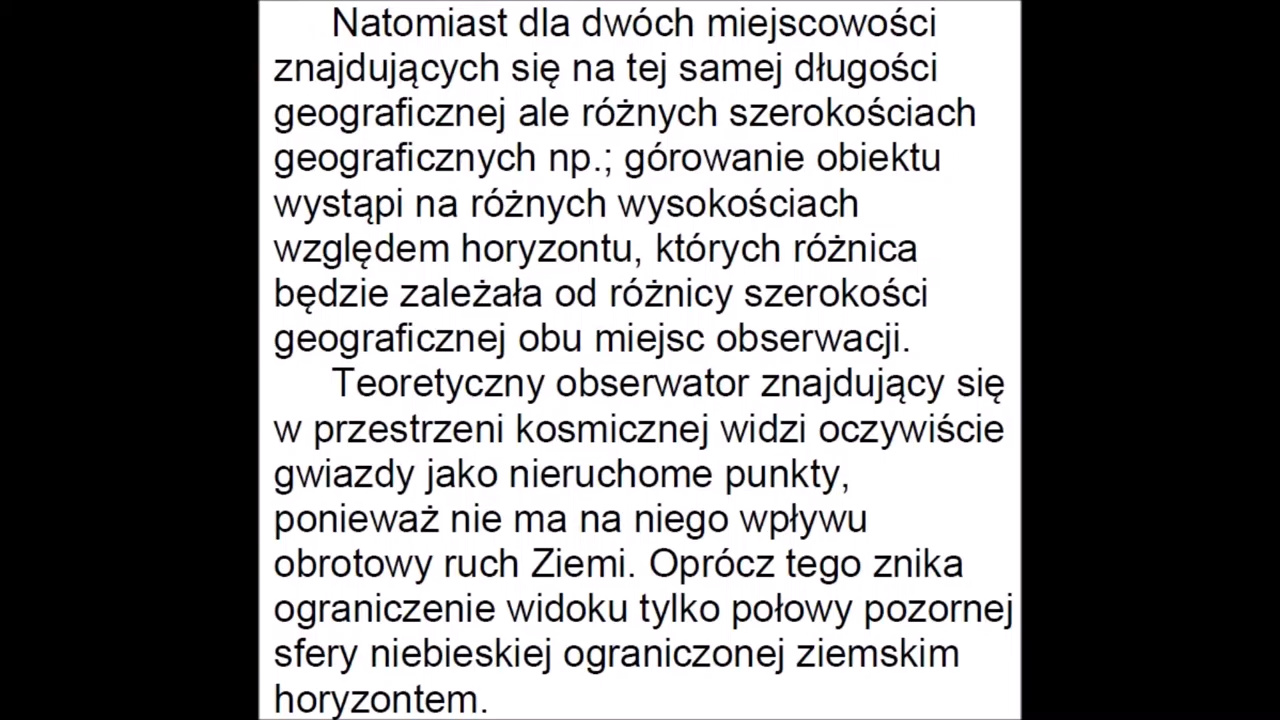 Natomiast dla dwóch miejscowości
znajdujących się na tej samej długości
geograficznej ale różnych szerokościach
geograficznych np.; górowanie obiektu
wystąpi na różnych wysokościach
względem horyzontu, których różnica
będzie zależała od różnicy szerokości
geograficznej obu miejsc obserwacji.
Teoretyczny obserwator znajdujący się
w przestrzeni kosmicznej widzi oczywiście
gwiazdy jako nieruchome punkty,
ponieważ nie ma na niego wpływu
obrotowy ruch Ziemi. Oprócz tego znika
ograniczenie widoku tylko połowy pozornej
sfery niebieskiej ograniczonej ziemskim
horyzontem.